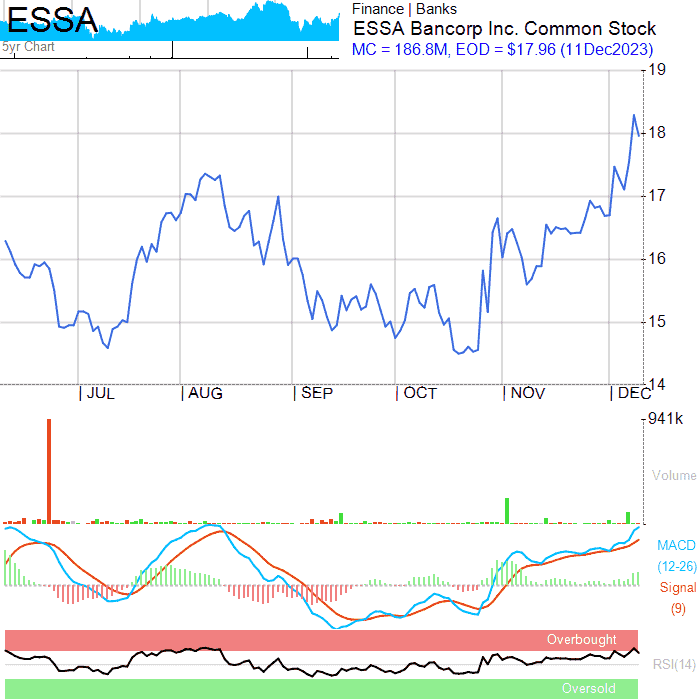 ESSA
5yr Chart
Finance | Banks
ESSA Bancorp Inc. Common Stock
MC = 186.8M, EOD = $17.96 (11Dec2023)
19
18
17
16
15
14
JUL AUG SEP OCT NOV DEC
941k
Volume
MACD
(12-26)
Signal
(9)
Overbought
RSI(14)
Oversold